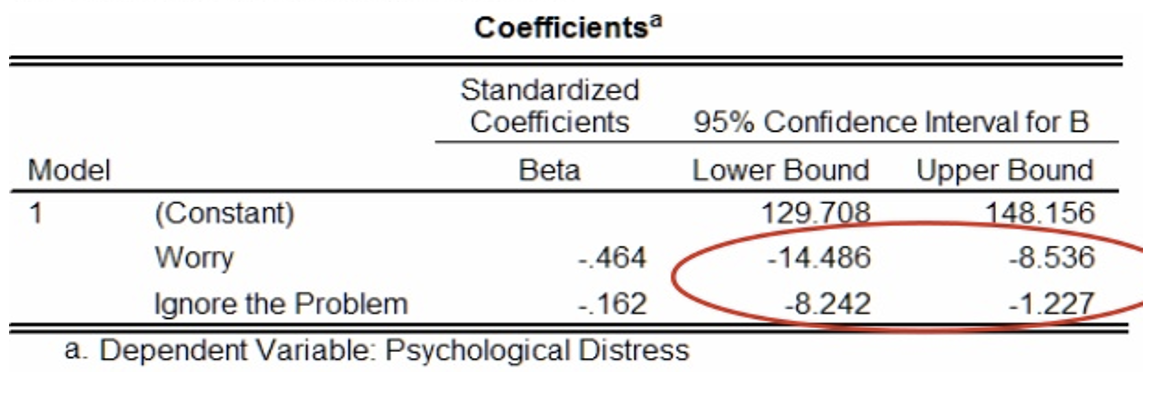 Coefficientsᵃ
Standardized
Coefficients 95% Confidence Interval for B
Model Beta Lower Bound Upper Bound
1 (Constant) 129.708 148.156
Worry -.464 -14.486 -8.536
Ignore the Problem -.162 -8.242 -1.227
a. Dependent Variable: Psychological Distress